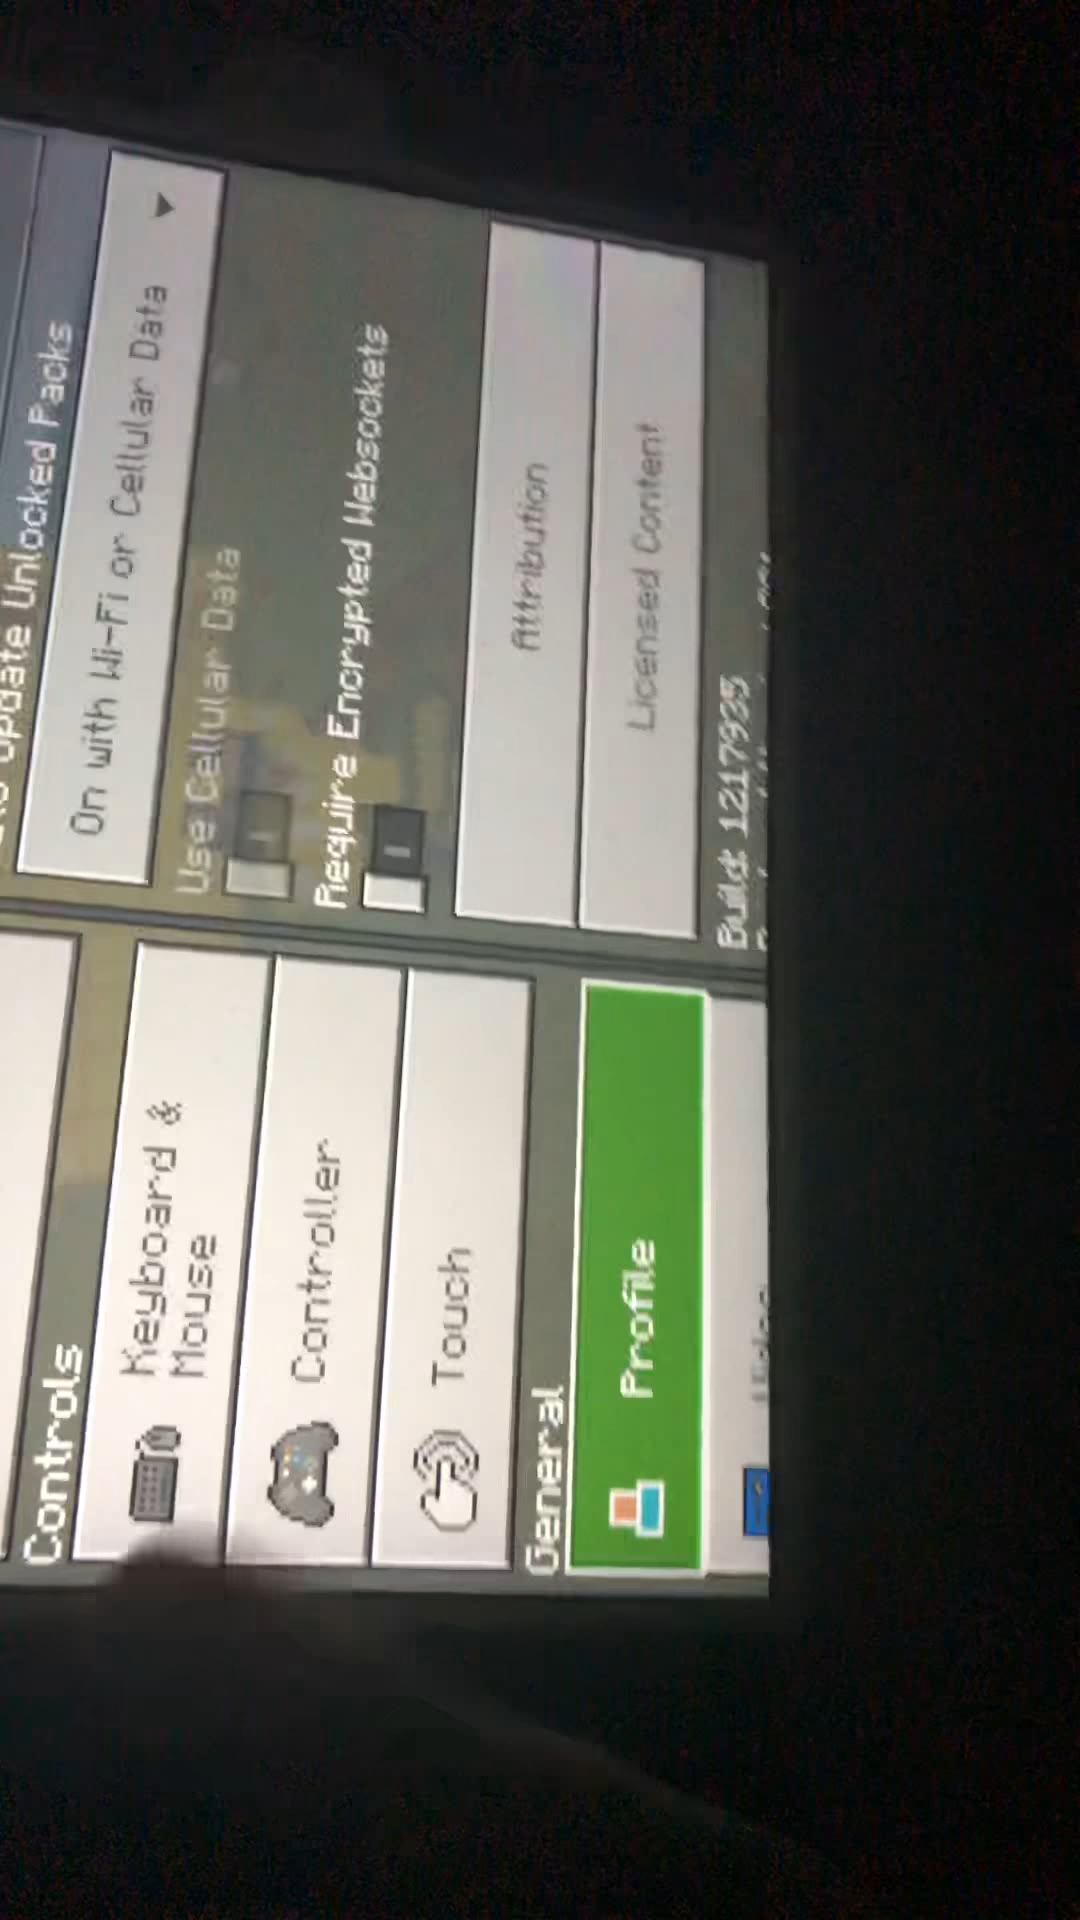 Controls
Keyboard &
Mouse
Controller
Touch
General
Profile
Update Unlocked Packs
On with Wi-Fi or Cellular Data
Use Cellular Data
Require Encrypted Websockets
Attribution
Licensed Content
Build: 1217925